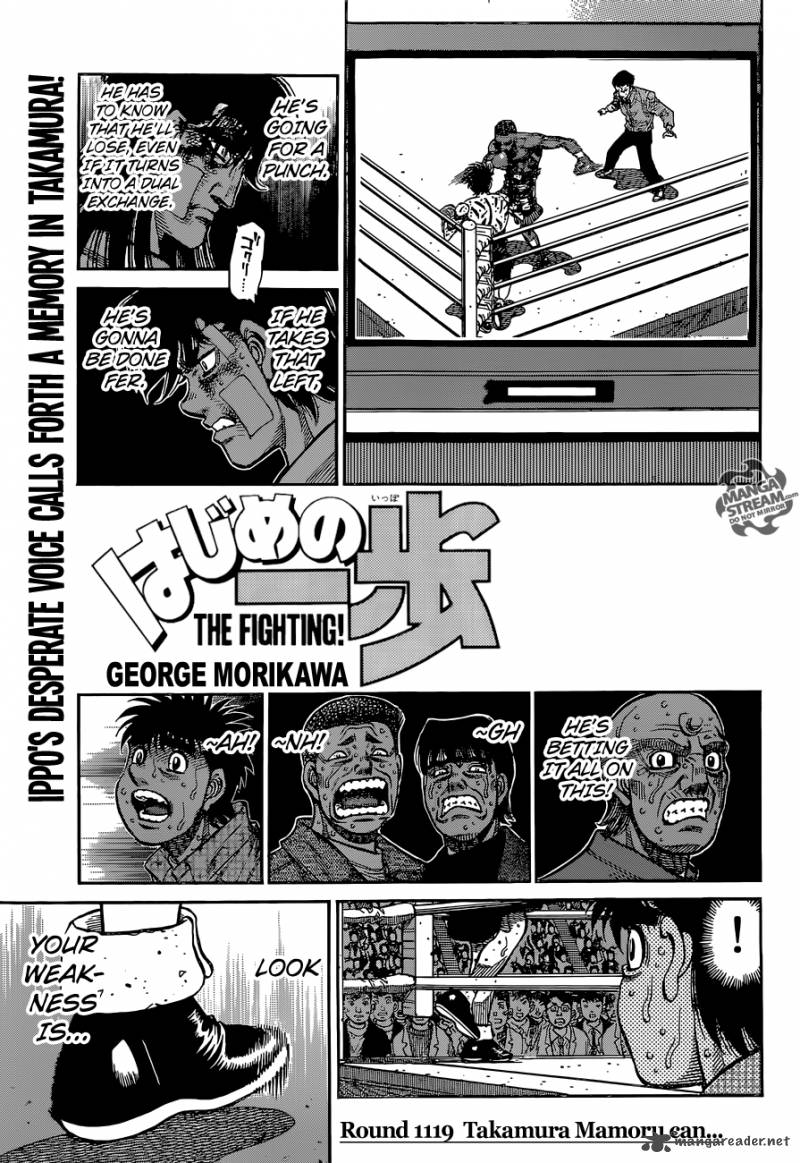 IPPO'S DESPERATE VOICE CALLS FORTH A MEMORY IN TAKAMURA!
HE'S
GOING
FOR A
PUNCH.
HE HAS
TO KNOW
THAT HE'LL
LOSE, EVEN
IF IT TURNS
INTO A DUAL
EXCHANGE.
IF HE
TAKES
THAT
LEFT,
HE'S
GONNA
BE DONE
FER.
MANGA
STREAM.COM
DO NOT MIRROR!
いっぽ
はじめの一歩
THE FIGHTING!
GEORGE MORIKAWA
HE'S
BETTING
IT ALL ON
THIS!
~GH
~NH!
~AH!
!
LOOK
YOUR
WEAK-
NESS
IS...
Round 1119 Takamura Mamoru can...
mangareader.net